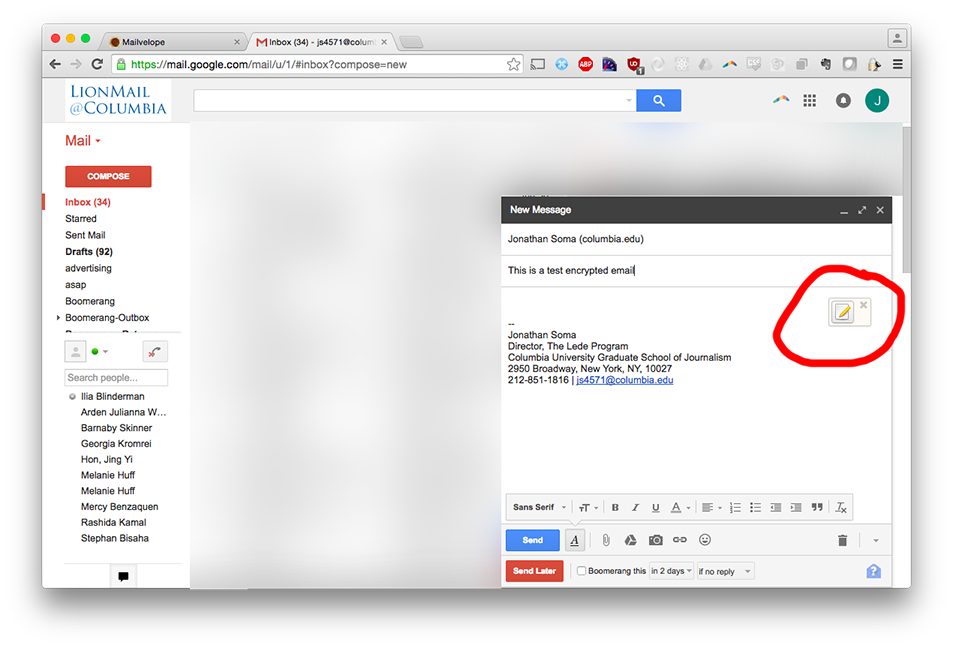 Mailvelope
Inbox (34) - js4571@colum
https://mail.google.com/mail/u/1/#inbox?compose=new
ABP
1
LIONMAIL
@COLUMBIA
J
Mail
COMPOSE
Inbox (34)
Starred
Sent Mail
Drafts (92)
advertising
asap
Boomerang
Boomerang-Outbox
Search people...
Ilia Blinderman
Arden Julianna W...
Barnaby Skinner
Georgia Kromrei
Hon, Jing Yi
Melanie Huff
Melanie Huff
Mercy Benzaquen
Rashida Kamal
Stephan Bisaha
New Message
Jonathan Soma (columbia.edu)
This is a test encrypted email
--
Jonathan Soma
Director, The Lede Program
Columbia University Graduate School of Journalism
2950 Broadway, New York, NY, 10027
212-851-1816 | js4571@columbia.edu
Sans Serif TT B I U A
Send A
Send Later Boomerang this in 2 days if no reply ?